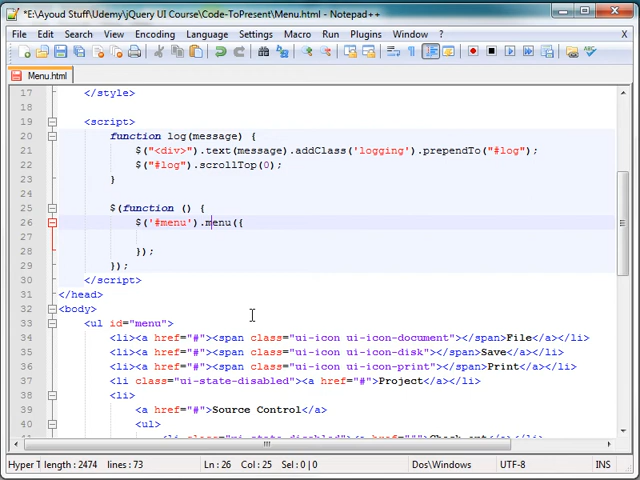 *E:\Ayoud Stuff\Udemy\jQuery UI Course\Code-ToPresent\Menu.html - Notepad++
File Edit Search View Encoding Language Settings Macro Run Plugins Window ? X
Menu.html
17 </style>
18
19 <script>
20 function log(message) {
21 $("<div>").text(message).addClass('logging').prependTo("#log");
22 $("#log").scrollTop(0);
23 }
24
25 $(function () {
26 $('#menu').menu({
27
28 });
29 });
30 </script>
31 </head>
32 <body>
33 <ul id="menu">
34 <li><a href="#"><span class="ui-icon ui-icon-document"></span>File</a></li>
35 <li><a href="#"><span class="ui-icon ui-icon-disk"></span>Save</a></li>
36 <li><a href="#"><span class="ui-icon ui-icon-print"></span>Print</a></li>
37 <li class="ui-state-disabled"><a href="#">Project</a></li>
38 <li>
39 <a href="#">Source Control</a>
40 <ul>
Hyper T length : 2474 lines : 73 Ln : 26 Col : 25 Sel : 0 | 0 Dos\Windows UTF-8 INS